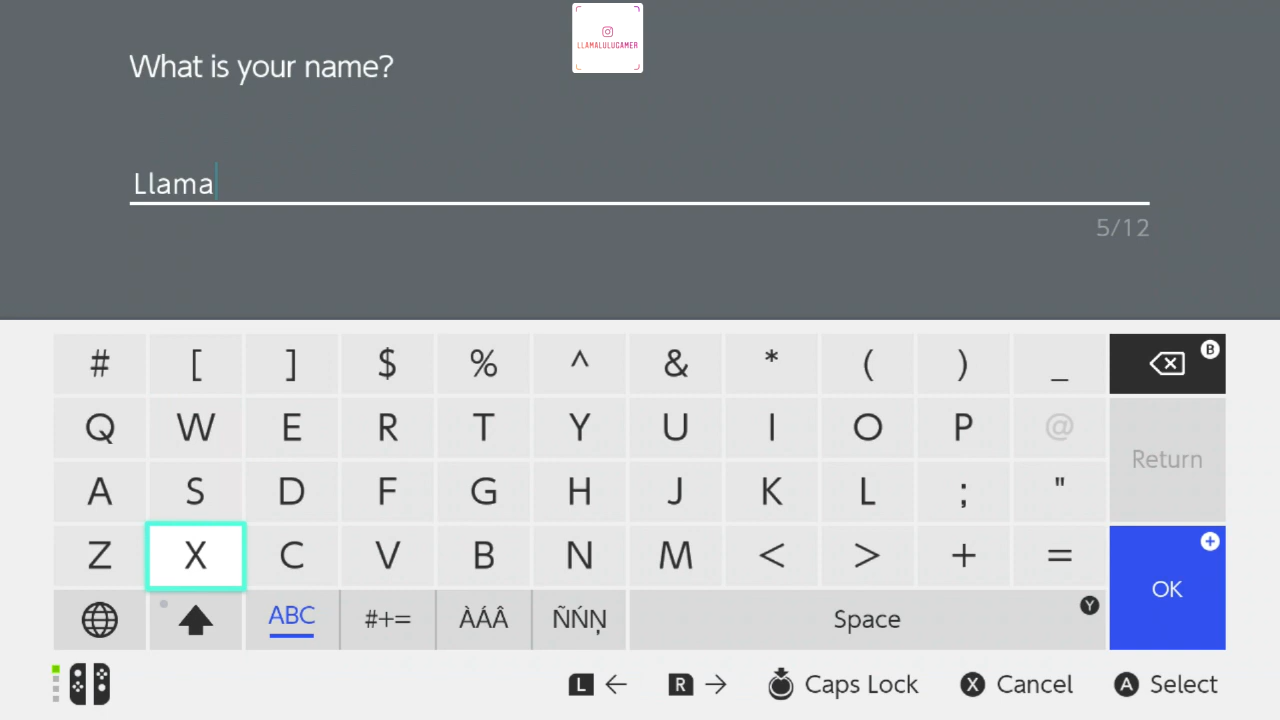 LLAMALULUGAMER
What is your name?
Llama
5/12
# [ ] $ % ^ & * ( ) _ B
Q W E R T Y U I O P @
Return
A S D F G H J K L ; "
Z X C V B N M < > + =
OK
ABC #+= ÀÁÂ ÑŃŅ Space Y
L ← R → Caps Lock X Cancel A Select